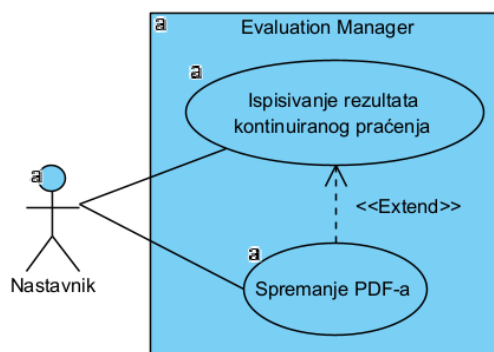 a
Evaluation Manager
a
Ispisivanje rezultata
kontinuiranog praćenja
a
<<Extend>>
a
Spremanje PDF-a
Nastavnik